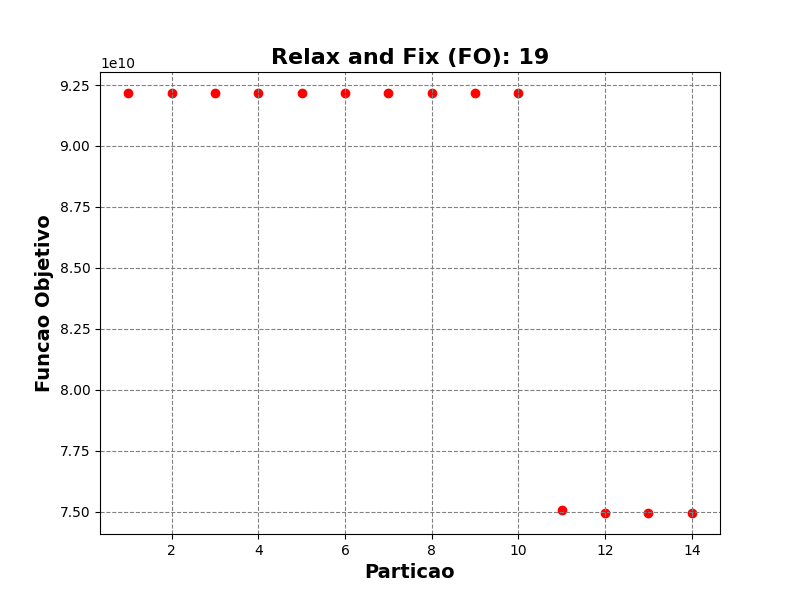 Relax and Fix (FO): 19
1e10
9.25
9.00
8.75
8.50
8.25
8.00
7.75
7.50
Funcao Objetivo
2 4 6 8 10 12 14
Particao